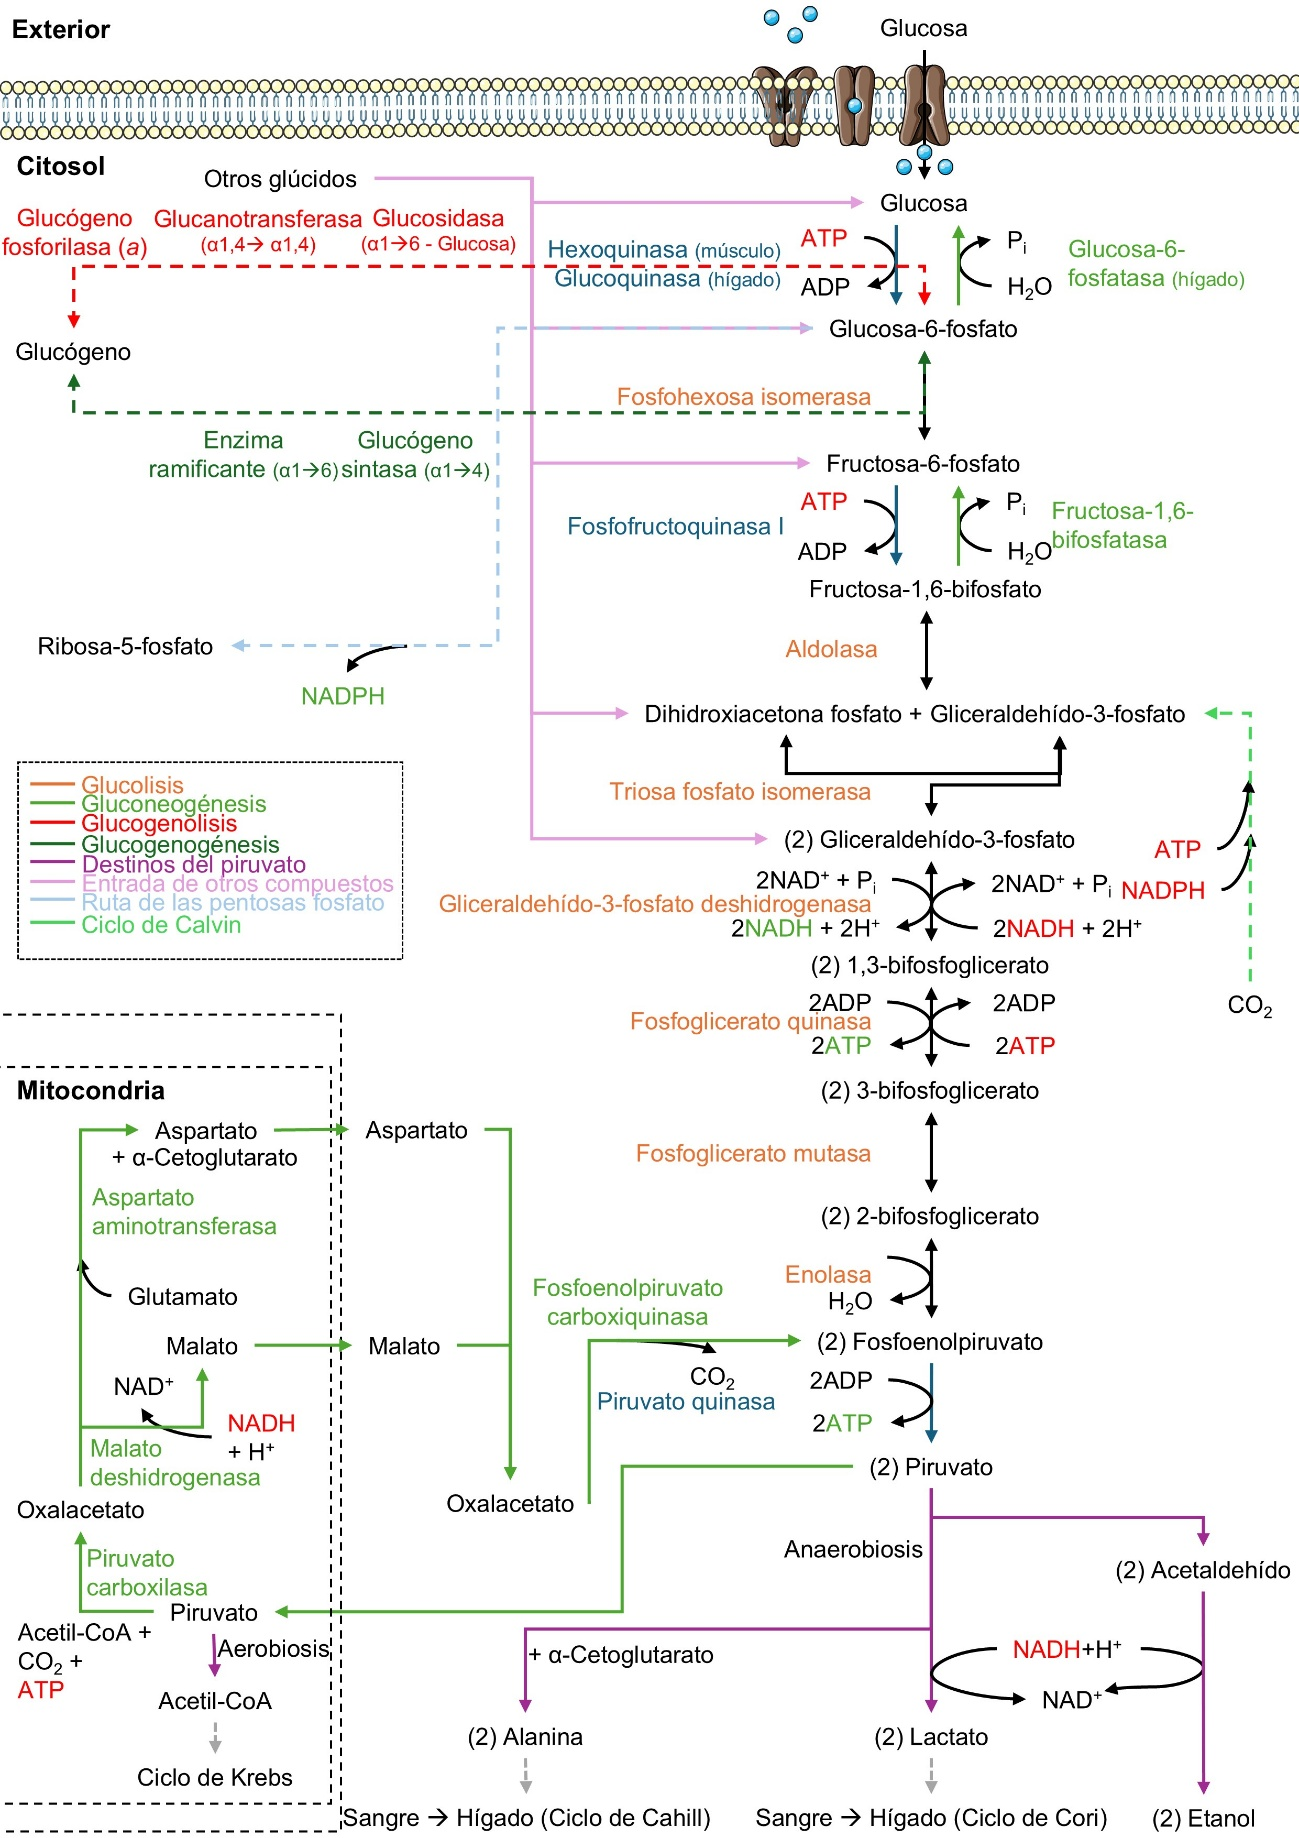 Exterior
Glucosa
Citosol
Otros glúcidos
Glucosa
Glucógeno
fosforilasa (a)
Glucanotransferasa
(α1,4→ α1,4)
Glucosidasa
(α1→6 - Glucosa)
Hexoquinasa (músculo)
Glucoquinasa (hígado)
ATP
ADP
Pi
H2O
Glucosa-6-
fosfatasa (hígado)
Glucógeno
Glucosa-6-fosfato
Fosfohexosa isomerasa
Enzima
ramificante (α1→6)
Glucógeno
sintasa (α1→4)
Fructosa-6-fosfato
Fosfofructoquinasa I
ATP
ADP
Pi
H2O
Fructosa-1,6-
bifosfatasa
Fructosa-1,6-bifosfato
Ribosa-5-fosfato
NADPH
Aldolasa
Dihidroxiacetona fosfato + Gliceraldehído-3-fosfato
Triosa fosfato isomerasa
Glucolisis
Gluconeogénesis
Glucogenolisis
Glucogenogénesis
Destinos del piruvato
Entrada de otros compuestos
Ruta de las pentosas fosfato
Ciclo de Calvin
(2) Gliceraldehído-3-fosfato
2NAD+ + Pi
Gliceraldehído-3-fosfato deshidrogenasa
2NADH + 2H+
2NAD+ + Pi
2NADH + 2H+
ATP
NADPH
CO2
(2) 1,3-bifosfoglicerato
2ADP
Fosfoglicerato quinasa
2ATP
2ADP
2ATP
(2) 3-bifosfoglicerato
Fosfoglicerato mutasa
(2) 2-bifosfoglicerato
Enolasa
H2O
Mitocondria
Aspartato
+ α-Cetoglutarato
Aspartato
Aspartato
aminotransferasa
Glutamato
Malato
Malato
NAD+
NADH
+ H+
Malato
deshidrogenasa
Oxalacetato
Fosfoenolpiruvato
carboxiquinasa
CO2
(2) Fosfoenolpiruvato
Piruvato quinasa
2ADP
2ATP
Oxalacetato
(2) Piruvato
Piruvato
carboxilasa
Piruvato
Acetil-CoA +
CO2 +
ATP
Aerobiosis
Acetil-CoA
Ciclo de Krebs
Anaerobiosis
(2) Acetaldehído
+ α-Cetoglutarato
NADH+H+
NAD+
(2) Alanina
(2) Lactato
Sangre → Hígado (Ciclo de Cahill)
Sangre → Hígado (Ciclo de Cori)
(2) Etanol